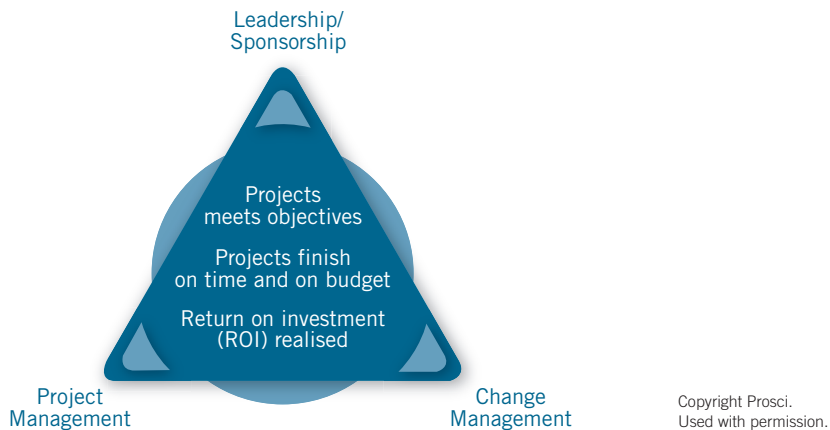 Leadership/
Sponsorship
Projects
meets objectives
Projects finish
on time and on budget
Return on investment
(ROI) realised
Project
Management
Change
Management
Copyright Prosci.
Used with permission.